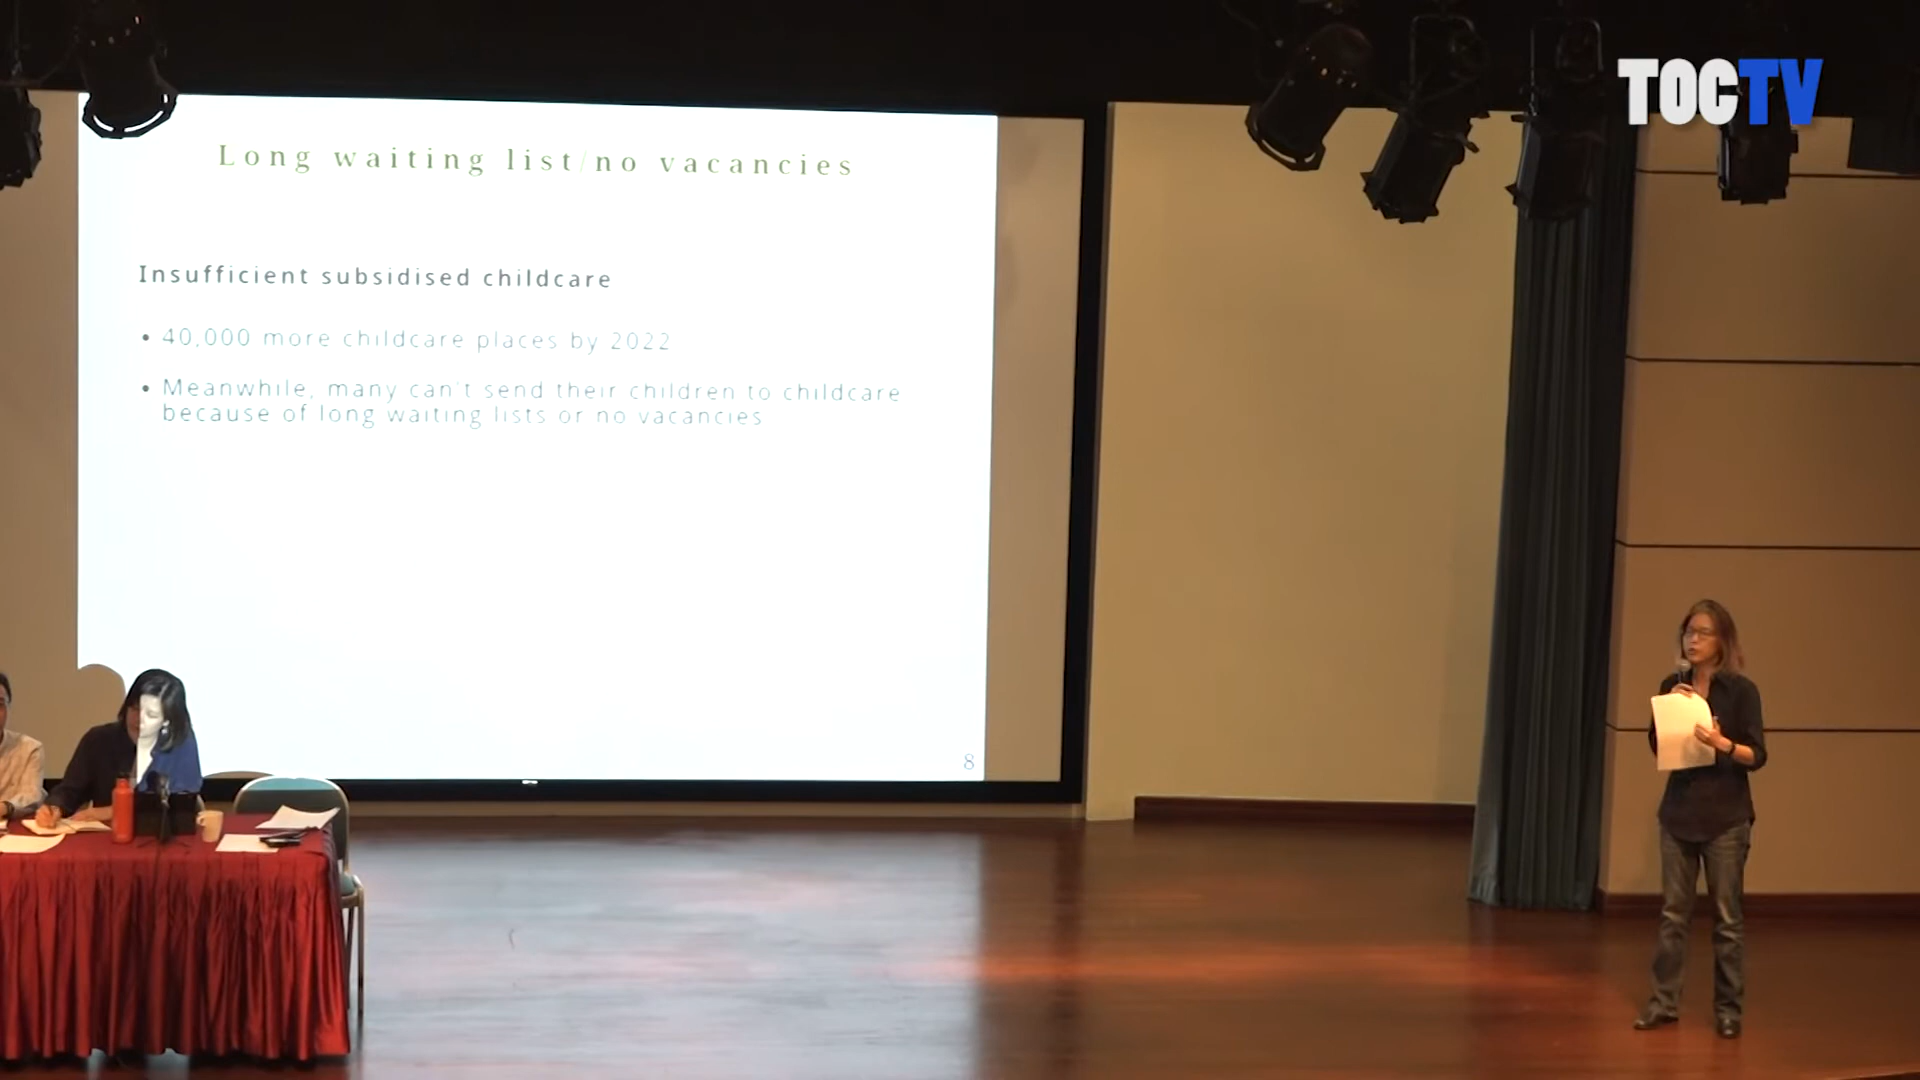 TOCTV
Long waiting list/no vacancies
Insufficient subsidised childcare
• 40,000 more childcare places by 2022
• Meanwhile, many can't send their children to childcare
because of long waiting lists or no vacancies
8